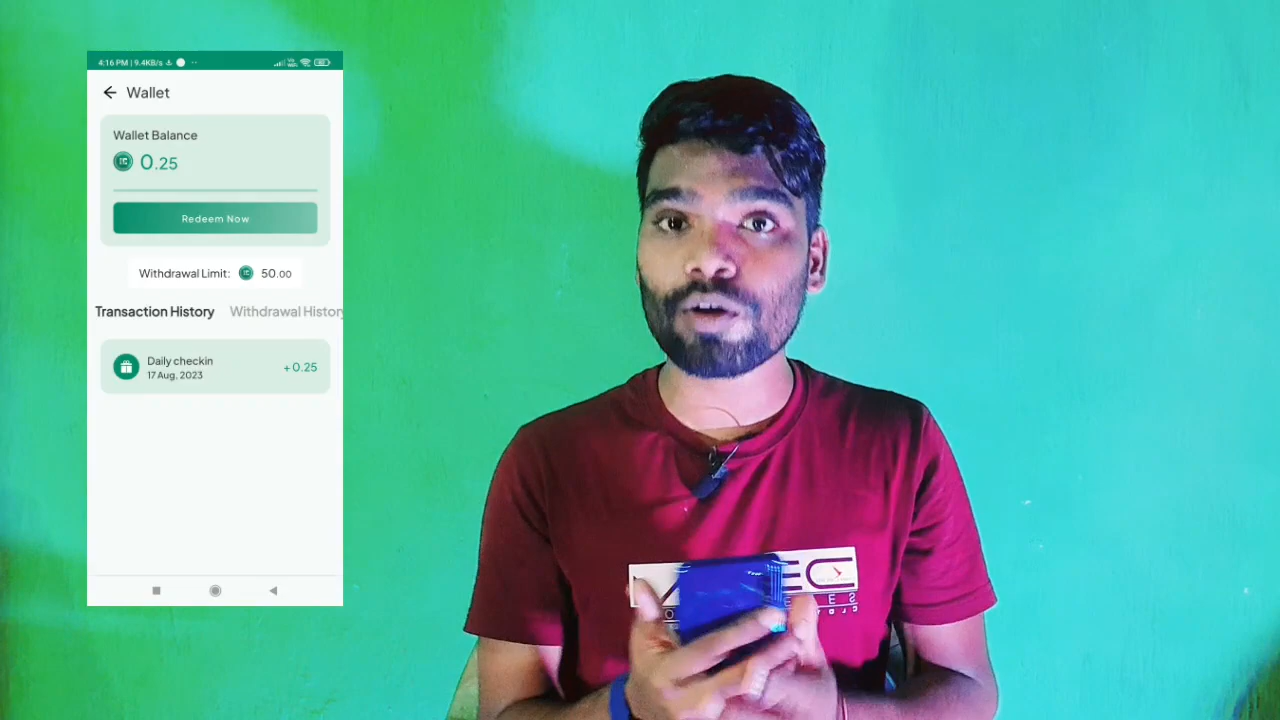 4:16 PM | 9.4KB/s
Wallet
Wallet Balance
0.25
Redeem Now
Withdrawal Limit: 50.00
Transaction History Withdrawal History
Daily checkin
17 Aug, 2023
+0.25